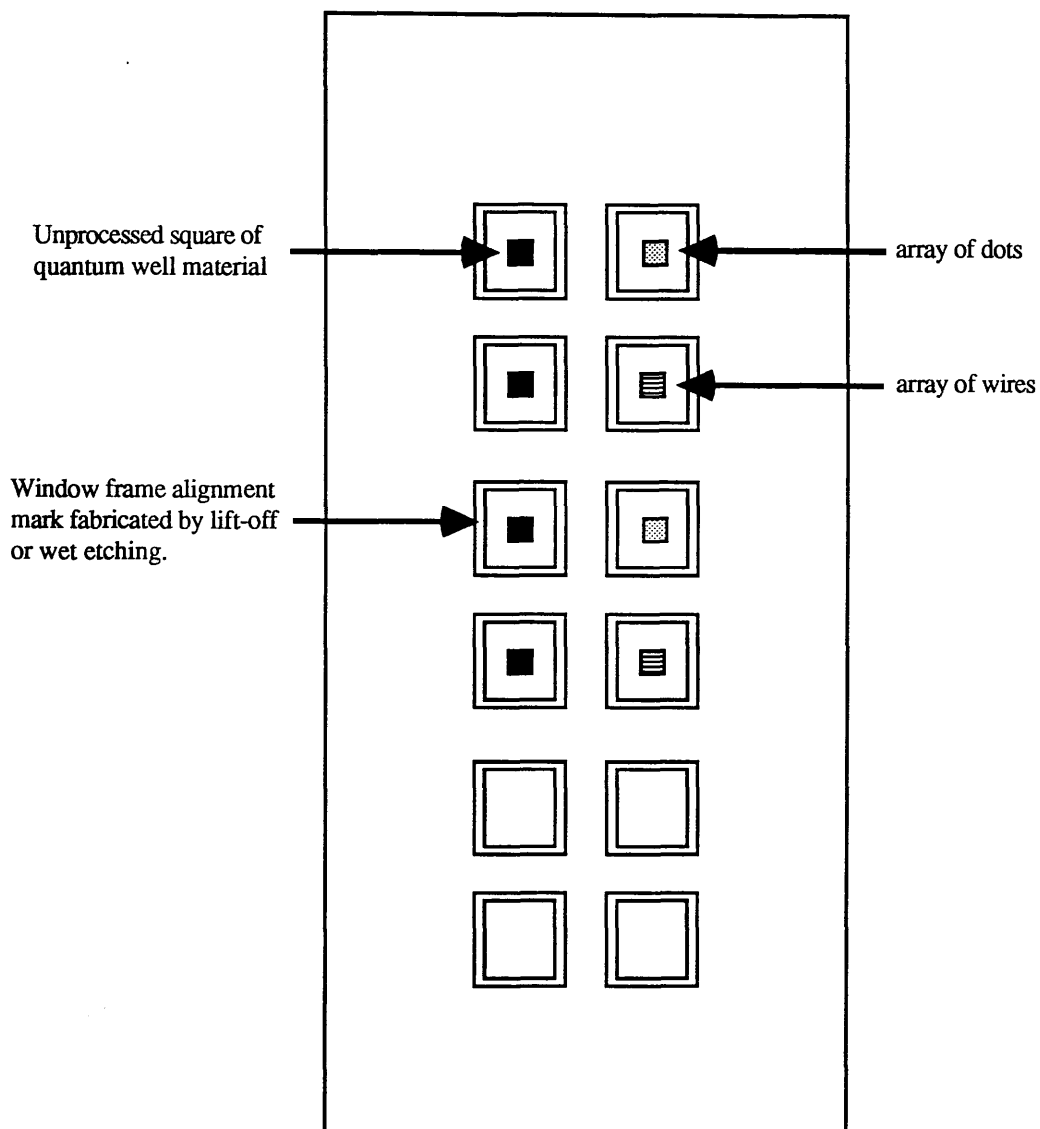 Unprocessed square of
quantum well material
array of dots
array of wires
Window frame alignment
mark fabricated by lift-off
or wet etching.